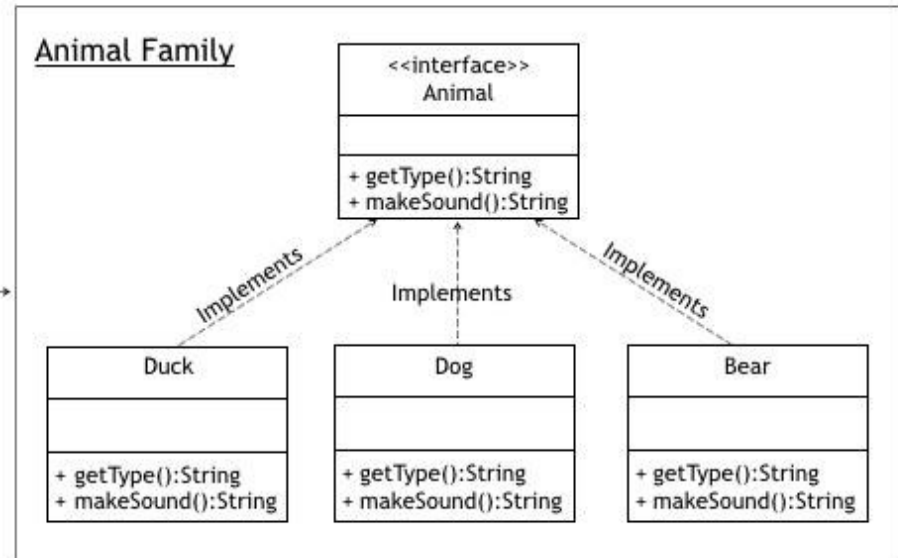 Animal Family
<<interface>>
Animal
+ getType():String
+ makeSound():String
Implements
Implements
Implements
Duck
+ getType():String
+ makeSound():String
Dog
+ getType():String
+ makeSound():String
Bear
+ getType():String
+ makeSound():String